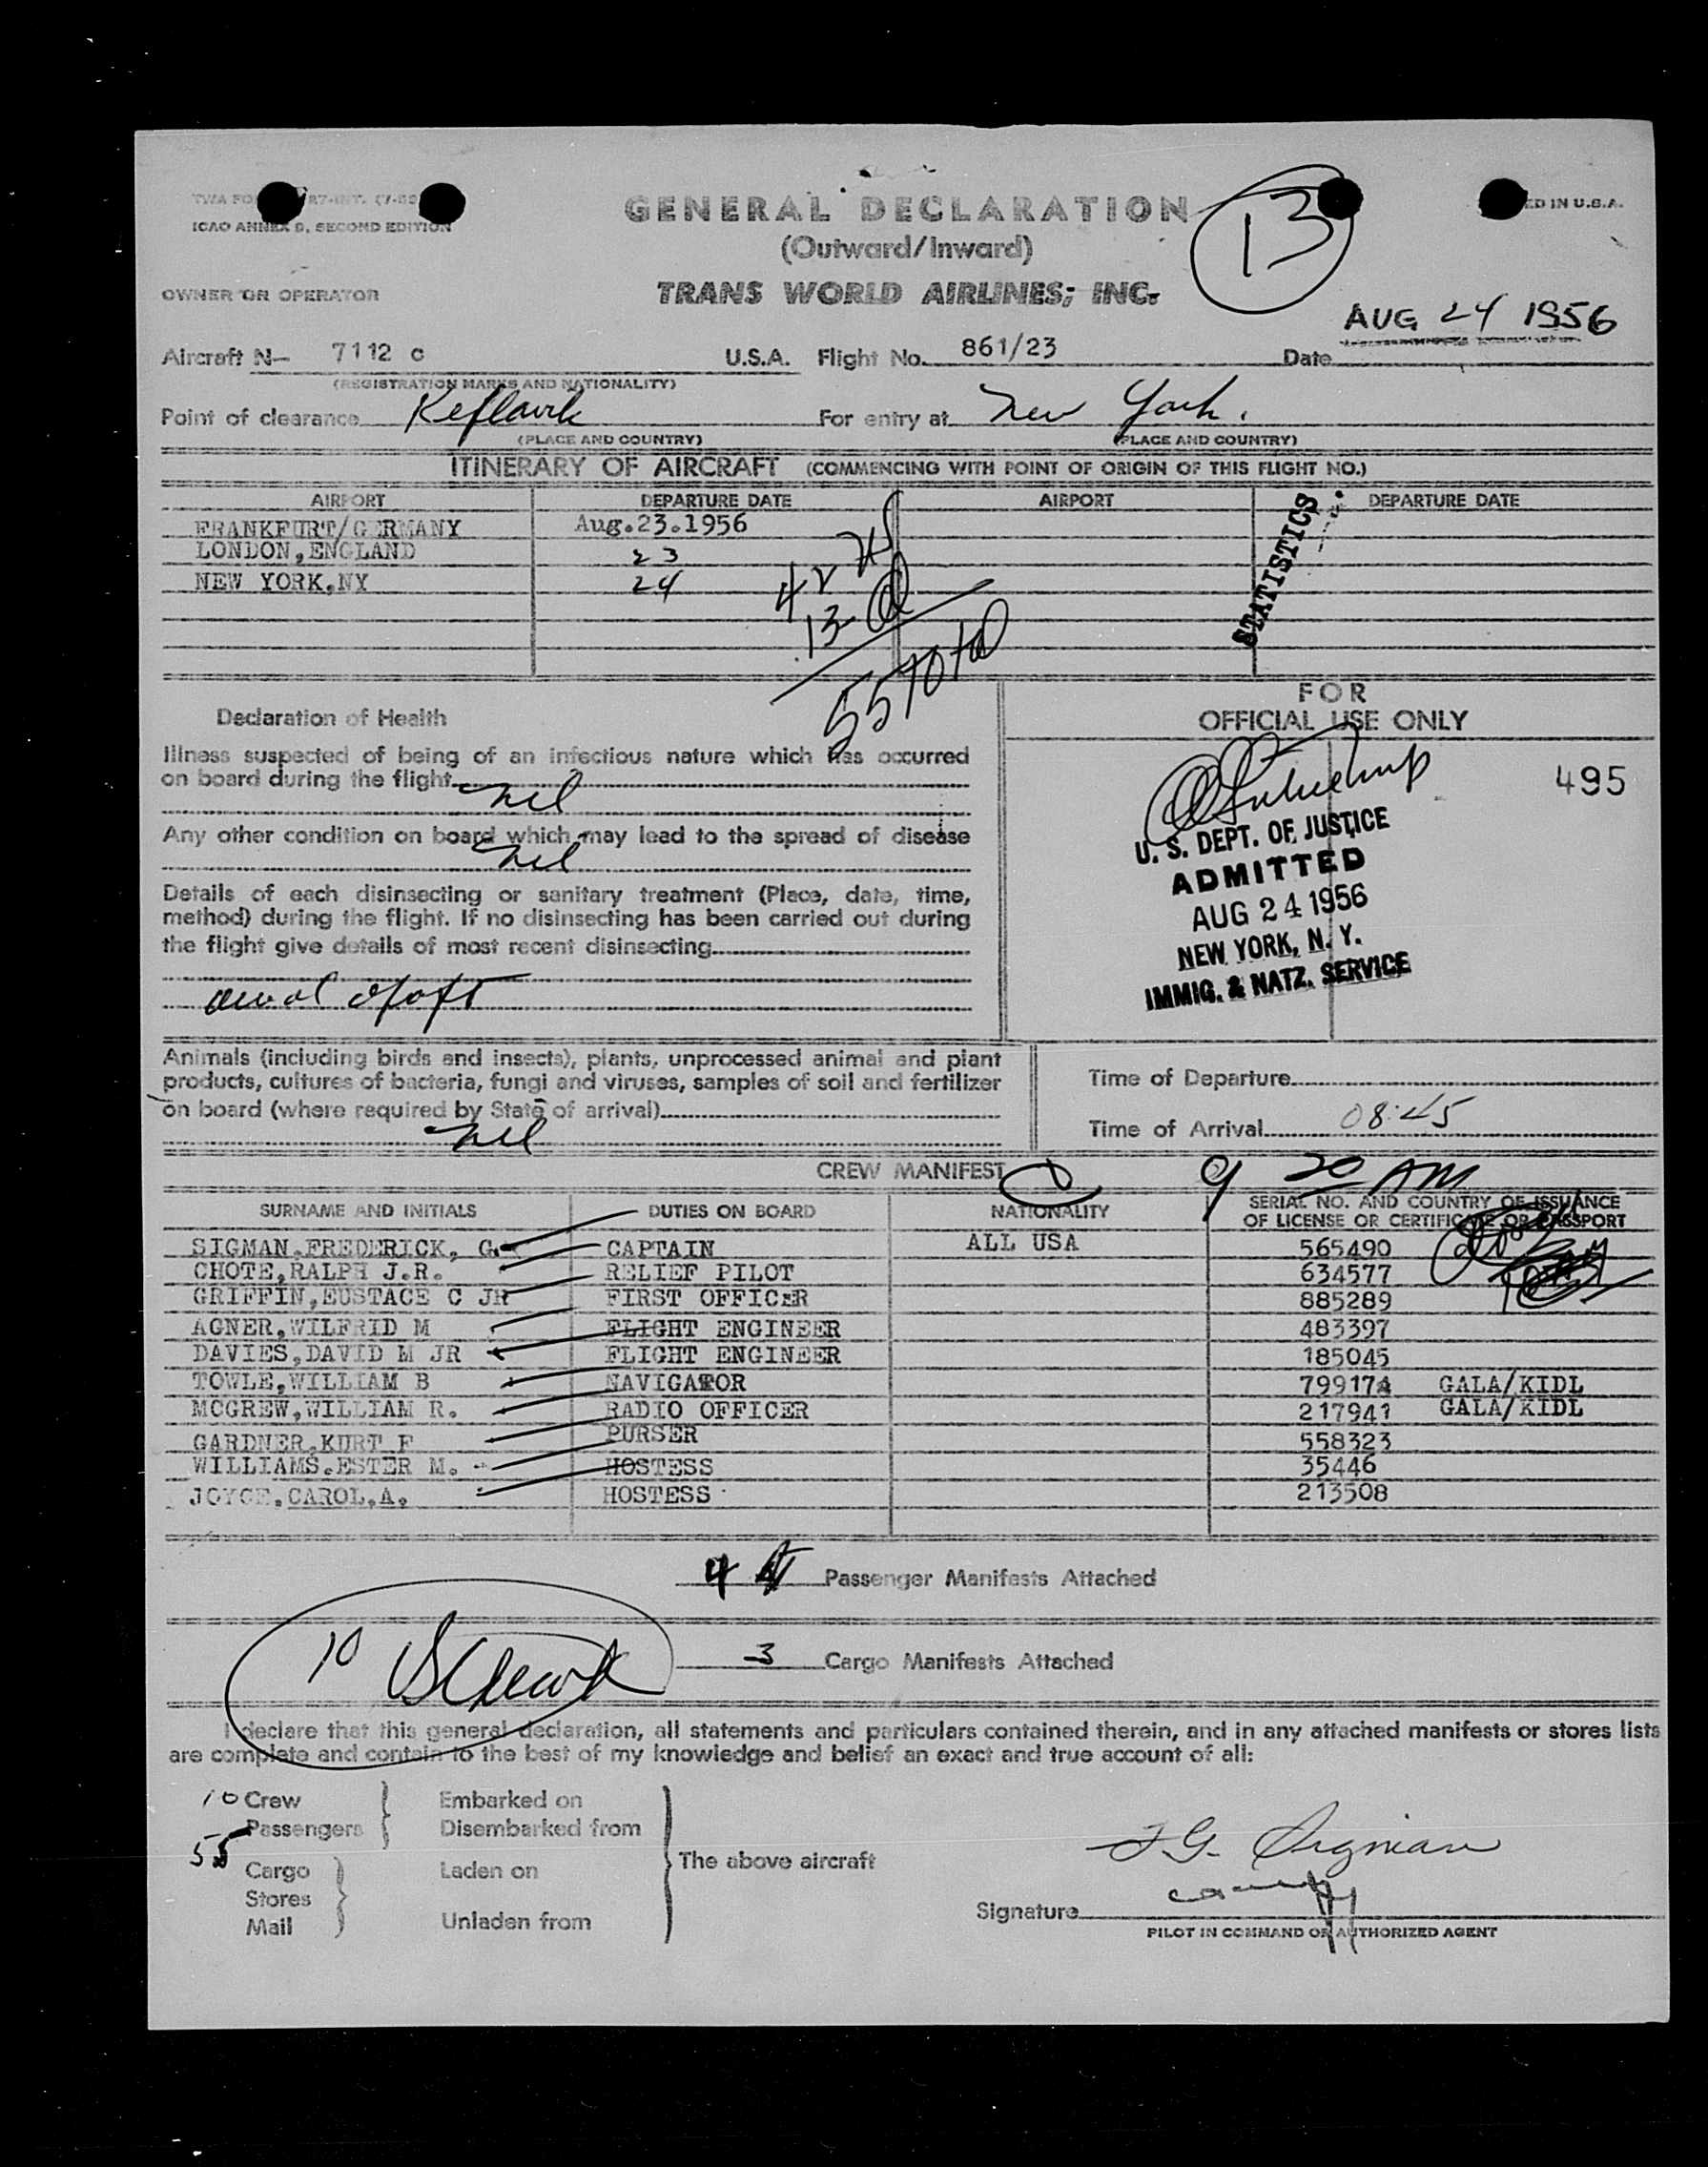 ICAO ANNEX 9, SECOND EDITION
ED IN U.S.A.
GENERAL DECLARATION
13
(Outward/Inward)
OWNER OR OPERATOR
TRANS WORLD AIRLINES, INC.
AUG 24 1956
Aircraft N- 7112 c U.S.A. Flight No. 861/23 Date
(REGISTRATION MARKS AND NATIONALITY)
Point of clearance Keflavik For entry at New York.
(PLACE AND COUNTRY) (PLACE AND COUNTRY)
ITINERARY OF AIRCRAFT (COMMENCING WITH POINT OF ORIGIN OF THIS FLIGHT NO.)
AIRPORT DEPARTURE DATE AIRPORT DEPARTURE DATE
FRANKFURT/GERMANY Aug.23.1956
LONDON,ENGLAND 23
NEW YORK,NY 24
42
13
55 total
STATISTICS
Declaration of Health
Illness suspected of being of an infectious nature which has occurred
on board during the flight
nil
Any other condition on board which may lead to the spread of disease
nil
Details of each disinsecting or sanitary treatment (Place, date, time,
method) during the flight. If no disinsecting has been carried out during
the flight give details of most recent disinsecting
FOR
OFFICIAL USE ONLY
495
U. S. DEPT. OF JUSTICE
ADMITTED
AUG 24 1956
NEW YORK, N. Y.
IMMIG. & NATZ. SERVICE
Animals (including birds and insects), plants, unprocessed animal and plant
products, cultures of bacteria, fungi and viruses, samples of soil and fertilizer
on board (where required by State of arrival)
nil
Time of Departure
Time of Arrival 08:45
CREW MANIFEST 9 20 AM
SURNAME AND INITIALS DUTIES ON BOARD NATIONALITY SERIAL NO. AND COUNTRY OF ISSUANCE
OF LICENSE OR CERTIFICATE OR PASSPORT
SIGMAN,FREDERICK, G. CAPTAIN ALL USA 565490
CHOTE,RALPH J.R. RELIEF PILOT 634577
GRIFFIN,EUSTACE C JR FIRST OFFICER 885289
AGNER,WILFRID M FLIGHT ENGINEER 483397
DAVIES,DAVID M JR FLIGHT ENGINEER 185045
TOWLE,WILLIAM B NAVIGATOR 799174 GALA/KIDL
MCGREW,WILLIAM R. RADIO OFFICER 217941 GALA/KIDL
GARDNER,KURT F PURSER 558323
WILLIAMS.ESTER M. HOSTESS 35446
JOYCE,CAROL,A, HOSTESS 213508
4 Passenger Manifests Attached
10
3 Cargo Manifests Attached
I declare that this general declaration, all statements and particulars contained therein, and in any attached manifests or stores lists
are complete and contain to the best of my knowledge and belief an exact and true account of all:
10 Crew Embarked on
55 Passengers Disembarked from
Cargo Laden on The above aircraft
Stores
Mail Unladen from
F.G. Sigman
Signature
PILOT IN COMMAND OR AUTHORIZED AGENT